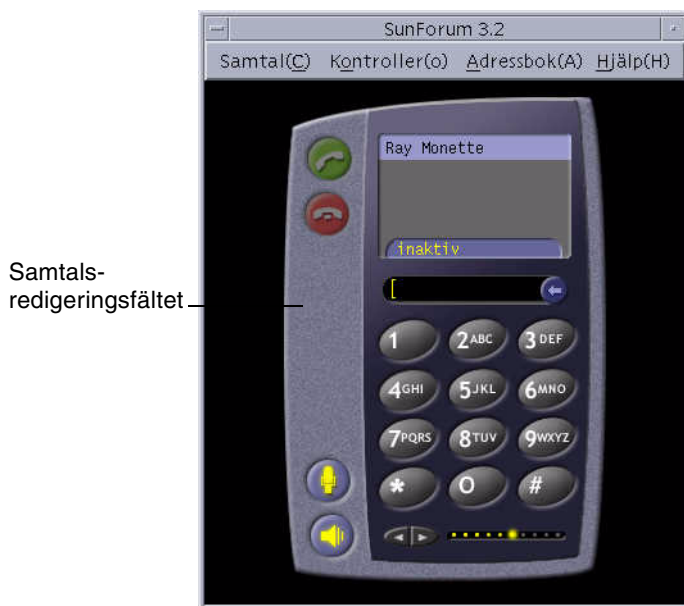 SunForum 3.2
Samtal(C) Kontroller(o) Adressbok(A) Hjälp(H)
Ray Monette
inaktiv
Samtals-
redigeringsfältet
[
1 2ABC 3DEF
4GHI 5JKL 6MNO
7PQRS 8TUV 9WXYZ
* 0 #